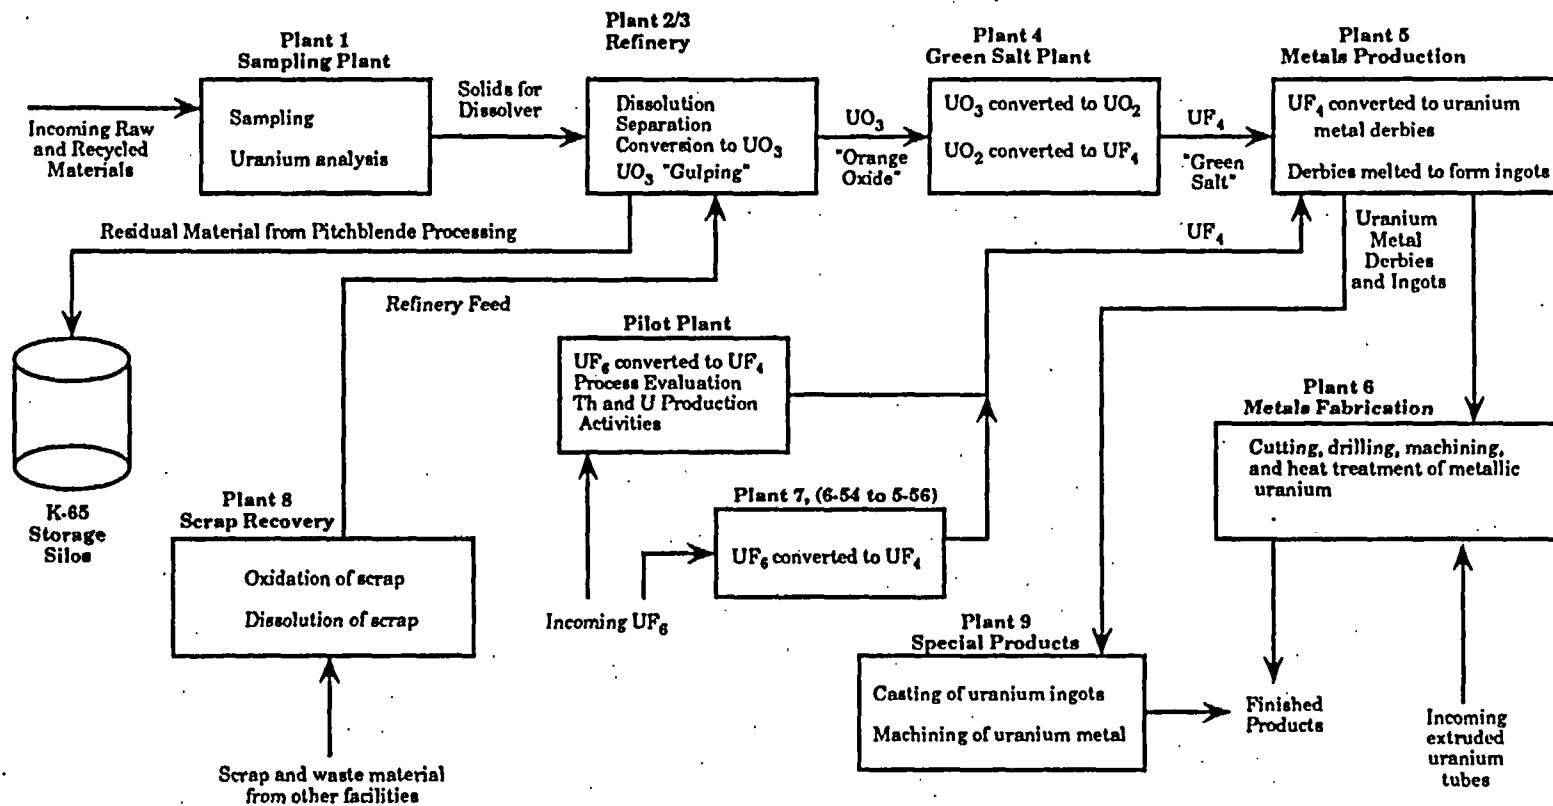 Plant 1
Sampling Plant
Incoming Raw
and Recycled
Materials
Sampling
Uranium analysis
Solids for
Dissolver
Plant 2/3
Refinery
Dissolution
Separation
Conversion to UO₃
UO₃ "Gulping"
UO₃
"Orange
Oxide"
Plant 4
Green Salt Plant
UO₃ converted to UO₂
UO₂ converted to UF₄
UF₄
"Green
Salt"
Plant 5
Metals Production
UF₄ converted to uranium
metal derbies
Derbies melted to form ingots
Residual Material from Pitchblende Processing
Refinery Feed
UF₄
Uranium
Metal
Derbies
and Ingots
K-65
Storage
Silos
Pilot Plant
UF₆ converted to UF₄
Process Evaluation
Th and U Production
Activities
Plant 6
Metals Fabrication
Cutting, drilling, machining,
and heat treatment of metallic
uranium
Plant 8
Scrap Recovery
Oxidation of scrap
Dissolution of scrap
Plant 7, (6-54 to 5-56)
UF₆ converted to UF₄
Incoming UF₆
Plant 9
Special Products
Casting of uranium ingots
Machining of uranium metal
Finished
Products
Incoming
extruded
uranium
tubes
Scrap and waste material
from other facilities